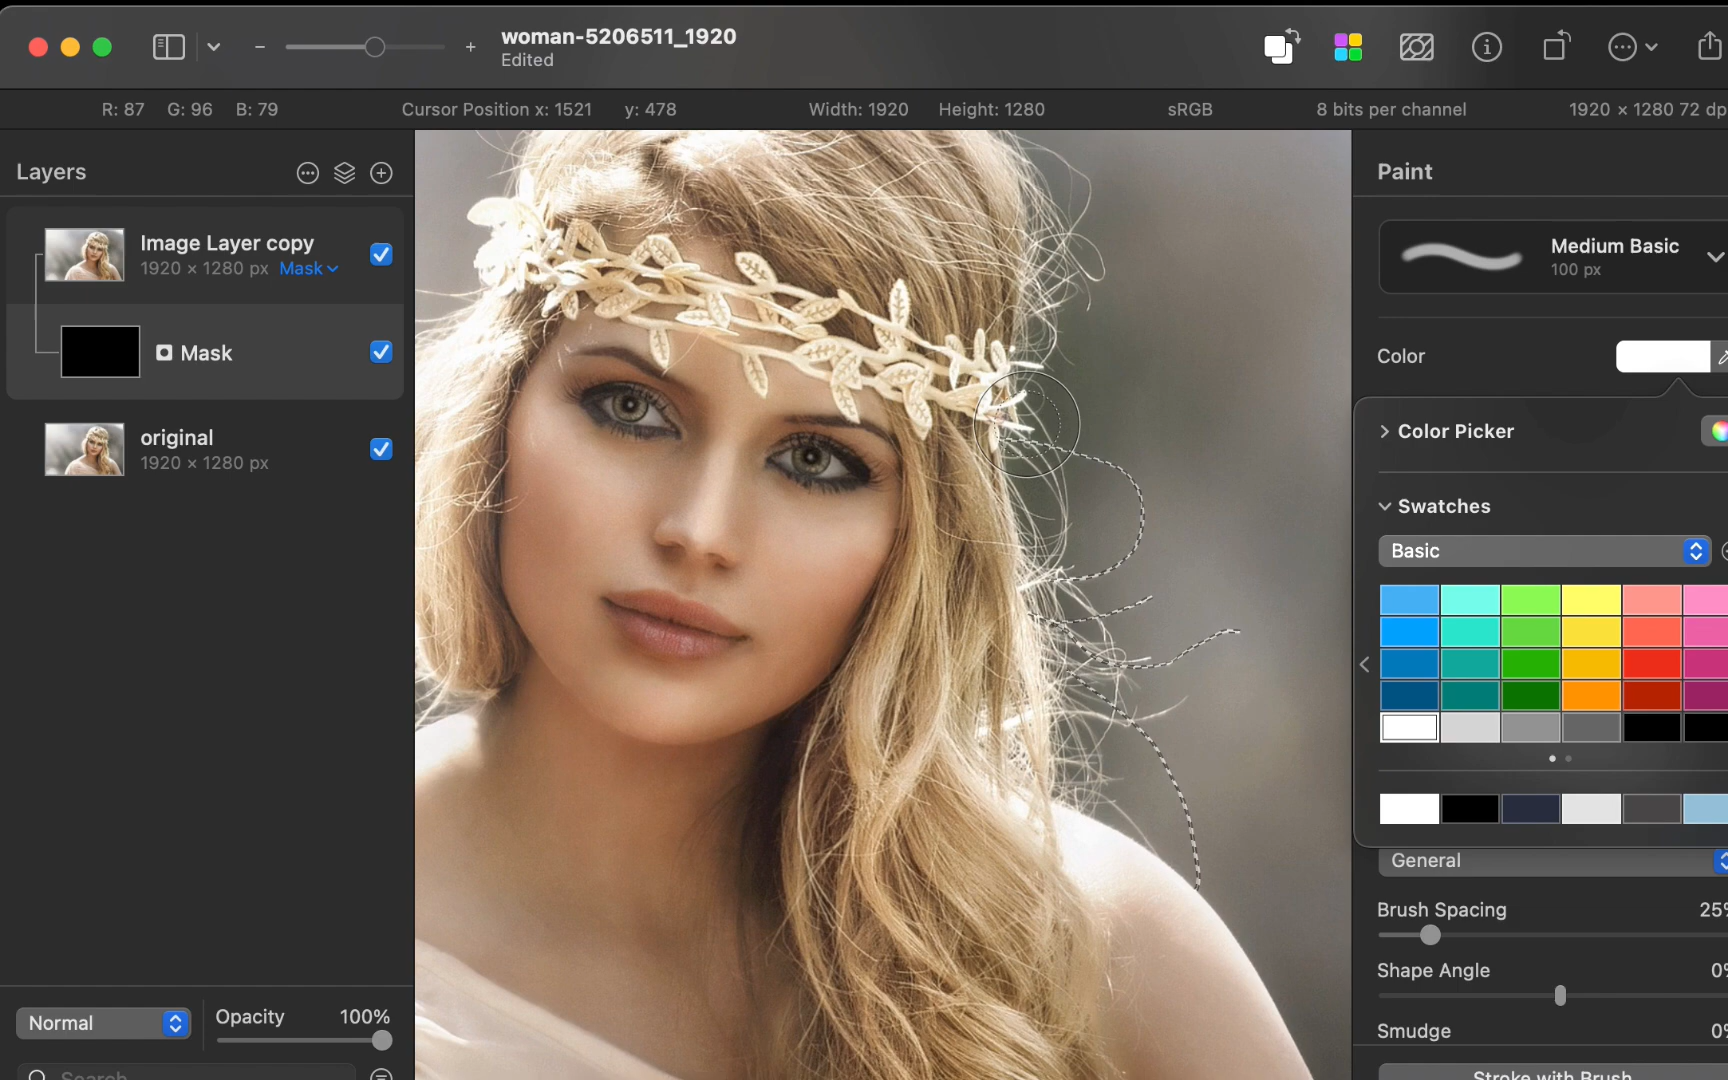 woman-5206511_1920
Edited
R: 87 G: 96 B: 79 Cursor Position x: 1521 y: 478 Width: 1920 Height: 1280 sRGB 8 bits per channel 1920 × 1280 72 dp
Layers
Image Layer copy
1920 × 1280 px Mask
Mask
original
1920 × 1280 px
Normal
Opacity 100%
Search
Paint
Medium Basic
100 px
Color
Color Picker
Swatches
Basic
General
Brush Spacing 25%
Shape Angle 0%
Smudge 0%
Stroke with Brush